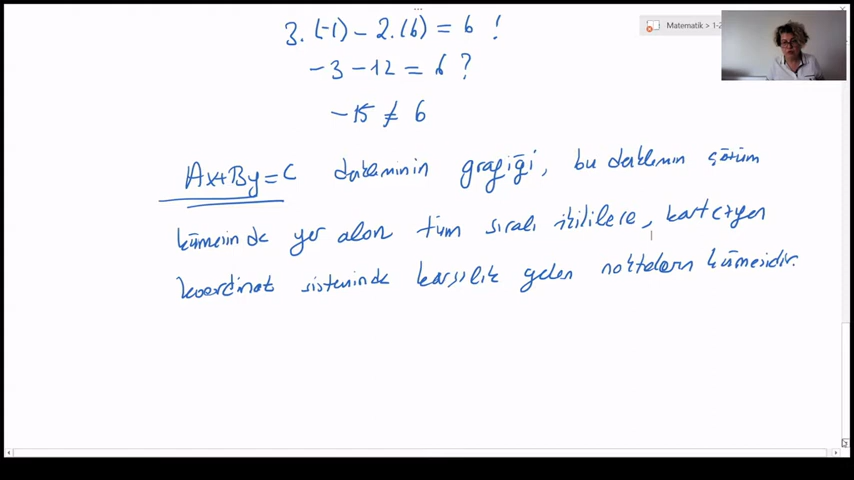 3.(-1) - 2.(6) = 6 !
Matematik > 1-2
-3 - 12 = 6 ?
-15 ≠ 6
Ax+By=C denkleminin grafiği, bu denklemin çözüm
kümesinde yer alan tüm sıralı ikililere, kartezyen
koordinat sisteminde karşılık gelen noktaların kümesidir.